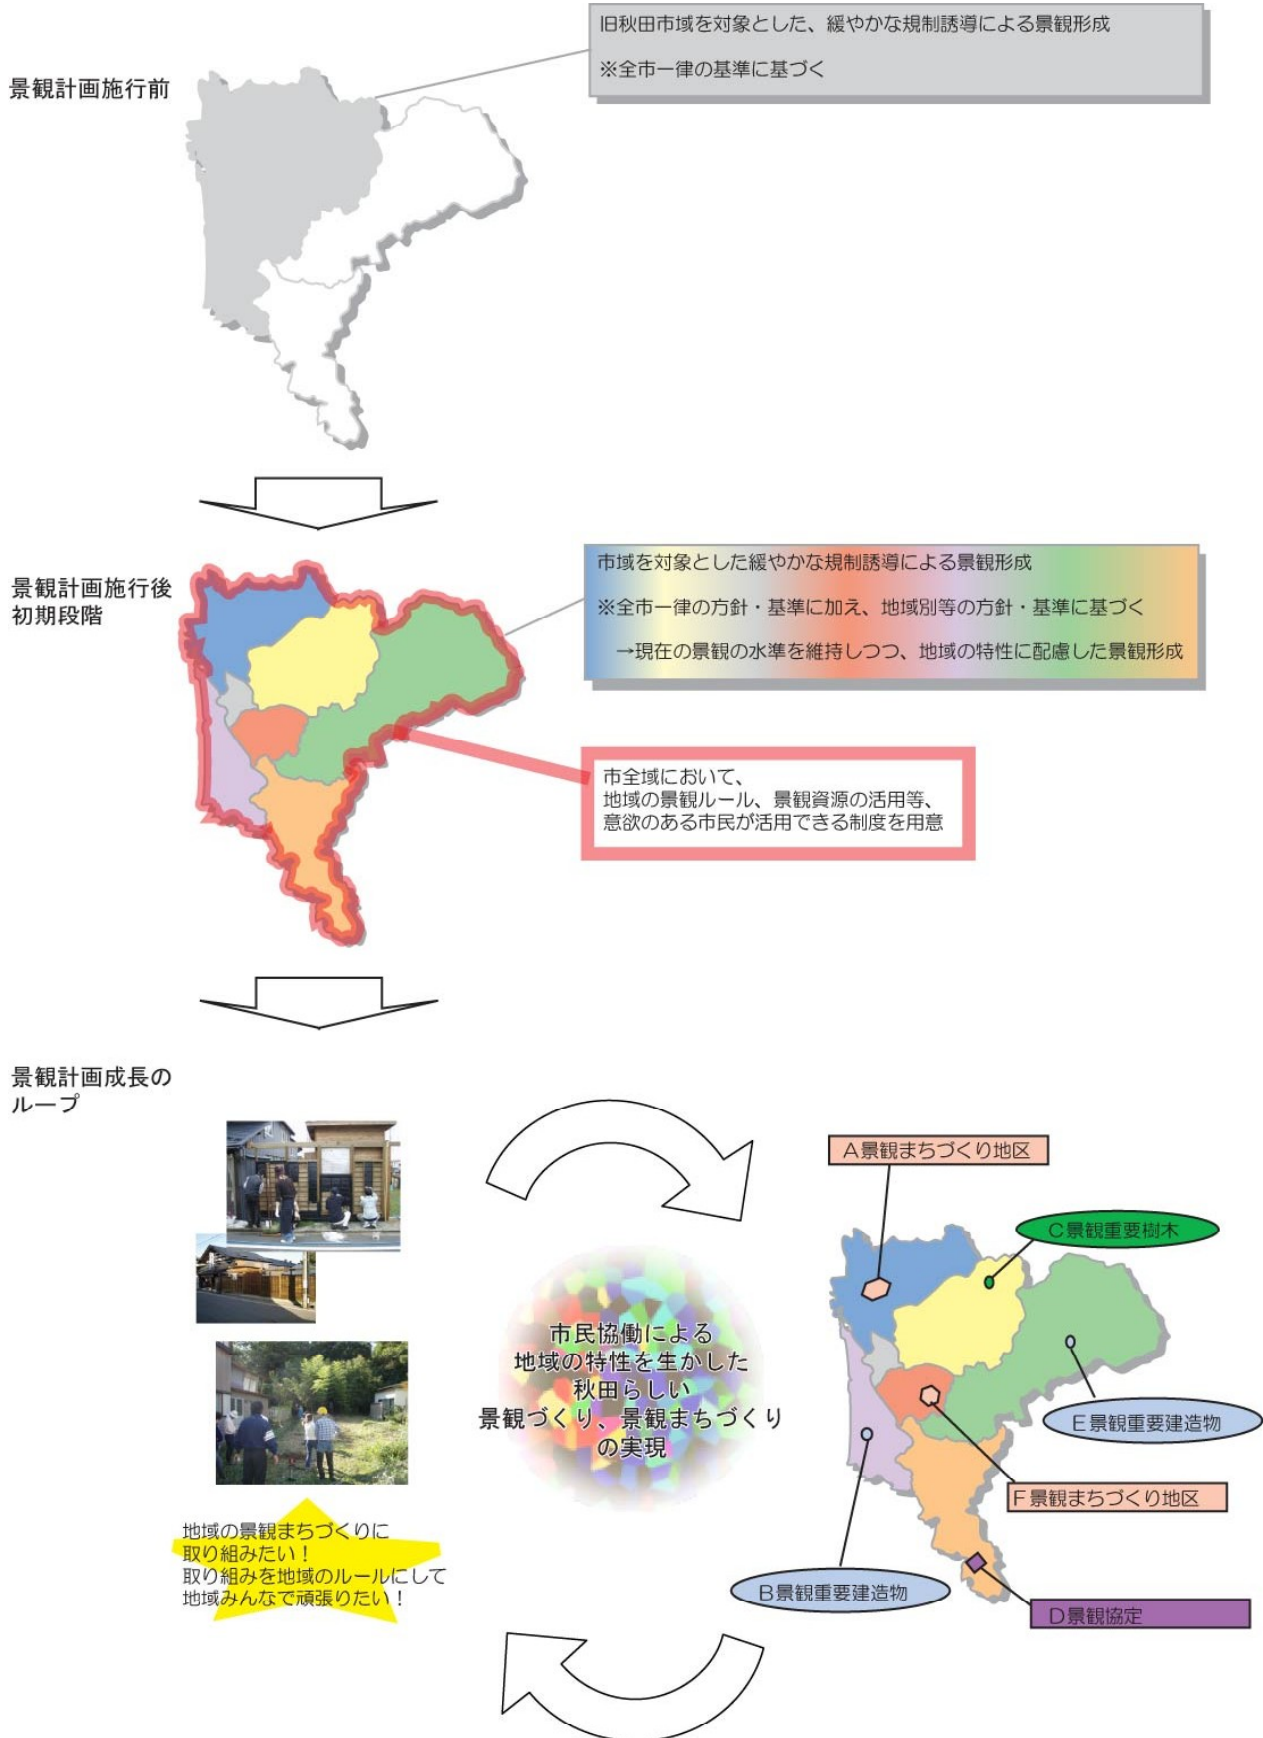 旧秋田市域を対象とした、緩やかな規制誘導による景観形成
※全市一律の基準に基づく
景観計画施行前
景観計画施行後
初期段階
市域を対象とした緩やかな規制誘導による景観形成
※全市一律の方針・基準に加え、地域別等の方針・基準に基づく
→現在の景観の水準を維持しつつ、地域の特性に配慮した景観形成
市全域において、
地域の景観ルール、景観資源の活用等、
意欲のある市民が活用できる制度を用意
景観計画成長の
ループ
A景観まちづくり地区
C景観重要樹木
市民協働による
地域の特性を生かした
秋田らしい
景観づくり、景観まちづくり
の実現
E景観重要建造物
F景観まちづくり地区
地域の景観まちづくりに
取り組みたい!
取り組みを地域のルールにして
地域みんなで頑張りたい!
B景観重要建造物
D景観協定